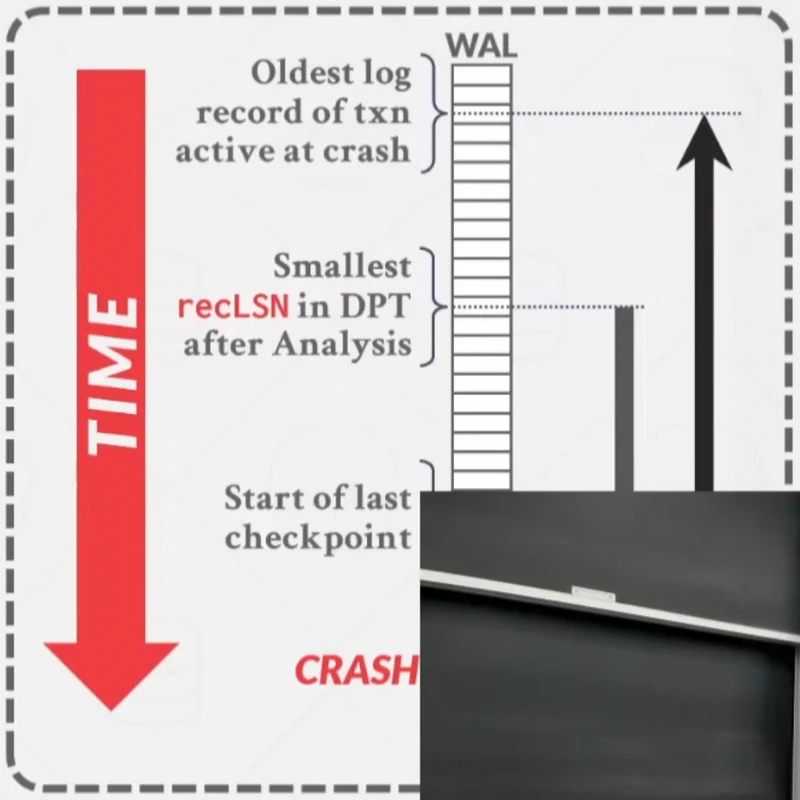 WAL
Oldest log
record of txn
active at crash
Smallest
recLSN in DPT
after Analysis
TIME
Start of last
checkpoint
CRASH